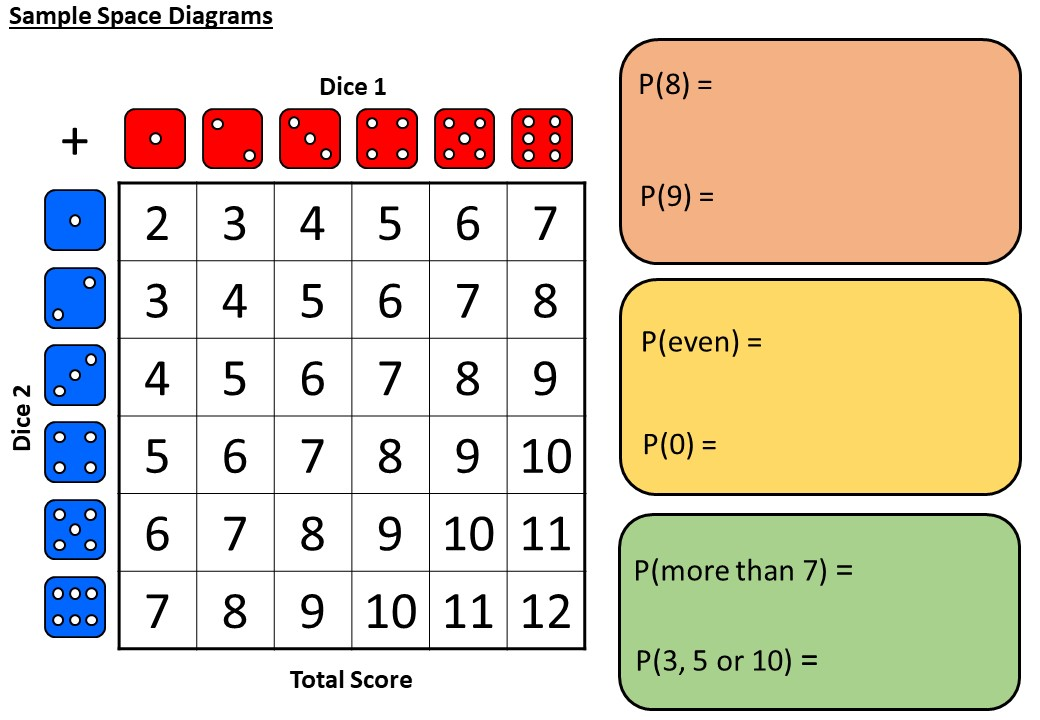 Sample Space Diagrams
Dice 1
+
Dice 2
2 3 4 5 6 7
3 4 5 6 7 8
4 5 6 7 8 9
5 6 7 8 9 10
6 7 8 9 10 11
7 8 9 10 11 12
Total Score
P(8) =
P(9) =
P(even) =
P(0) =
P(more than 7) =
P(3, 5 or 10) =